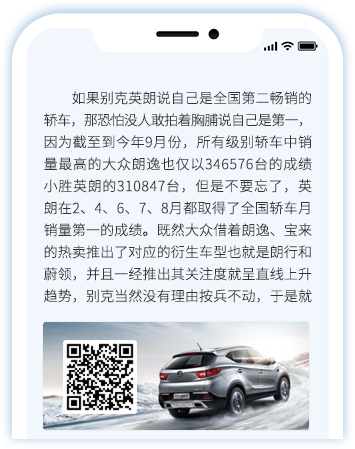 如果别克英朗说自己是全国第二畅销的
轿车，那恐怕没人敢拍着胸脯说自己是第一，
因为截至到今年9月份，所有级别轿车中销
量最高的大众朗逸也仅以346576台的成绩
小胜英朗的310847台，但是不要忘了，英
朗在2、4、6、7、8月都取得了全国轿车月
销量第一的成绩。既然大众借着朗逸、宝来
的热卖推出了对应的衍生车型也就是朗行和
蔚领，并且一经推出其关注度就呈直线上升
趋势，别克当然没有理由按兵不动，于是就